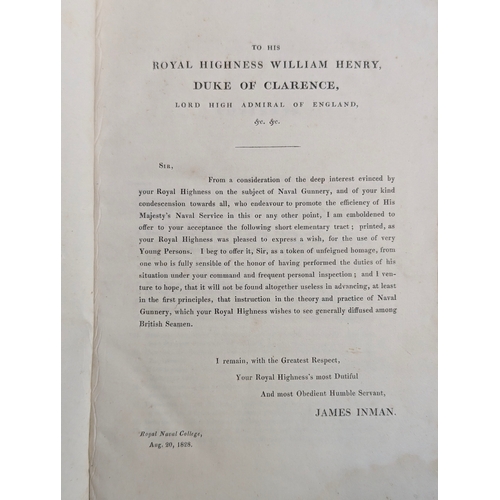 TO HIS
ROYAL HIGHNESS WILLIAM HENRY,
DUKE OF CLARENCE,
LORD HIGH ADMIRAL OF ENGLAND,
&c. &c.
SIR,
From a consideration of the deep interest evinced by
your Royal Highness on the subject of Naval Gunnery, and of your kind
condescension towards all, who endeavour to promote the efficiency of His
Majesty's Naval Service in this or any other point, I am emboldened to
offer to your acceptance the following short elementary tract; printed, as
your Royal Highness was pleased to express a wish, for the use of very
Young Persons. I beg to offer it, Sir, as a token of unfeigned homage, from
one who is fully sensible of the honor of having performed the duties of his
situation under your command and frequent personal inspection; and I ven-
ture to hope, that it will not be found altogether useless in advancing, at least
in the first principles, that instruction in the theory and practice of Naval
Gunnery, which your Royal Highness wishes to see generally diffused among
British Seamen.
I remain, with the Greatest Respect,
Your Royal Highness's most Dutiful
And most Obedient Humble Servant,
JAMES INMAN.
Royal Naval College,
Aug. 20, 1828.